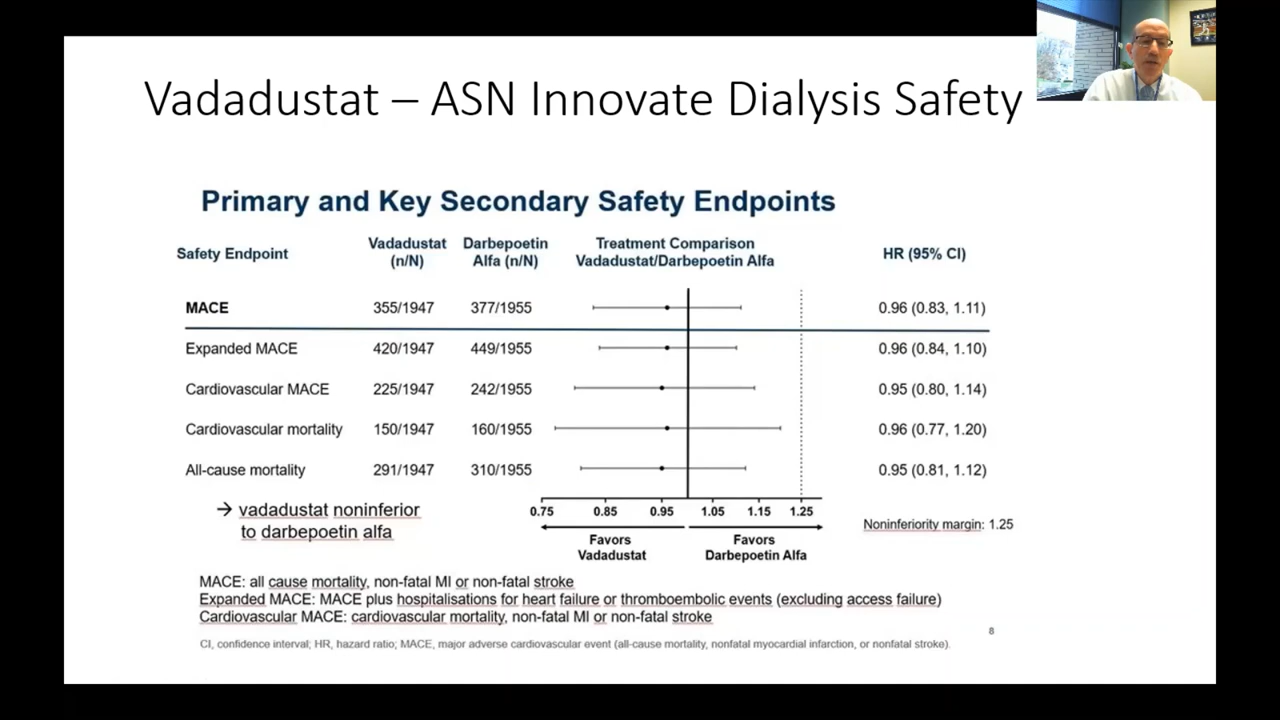 Vadadustat – ASN Innovate Dialysis Safety
Primary and Key Secondary Safety Endpoints
Safety Endpoint
Vadadustat
(n/N)
Darbepoetin
Alfa (n/N)
Treatment Comparison
Vadadustat/Darbepoetin Alfa
HR (95% CI)
MACE 355/1947 377/1955 0.96 (0.83, 1.11)
Expanded MACE 420/1947 449/1955 0.96 (0.84, 1.10)
Cardiovascular MACE 225/1947 242/1955 0.95 (0.80, 1.14)
Cardiovascular mortality 150/1947 160/1955 0.96 (0.77, 1.20)
All-cause mortality 291/1947 310/1955 0.95 (0.81, 1.12)
0.75 0.85 0.95 1.05 1.15 1.25
→ vadadustat noninferior
to darbepoetin alfa
Favors
Vadadustat
Favors
Darbepoetin Alfa
Noninferiority margin: 1.25
MACE: all cause mortality, non-fatal MI or non-fatal stroke
Expanded MACE: MACE plus hospitalisations for heart failure or thromboembolic events (excluding access failure)
Cardiovascular MACE: cardiovascular mortality, non-fatal MI or non-fatal stroke
8
CI, confidence interval; HR, hazard ratio; MACE, major adverse cardiovascular event (all-cause mortality, nonfatal myocardial infarction, or nonfatal stroke).